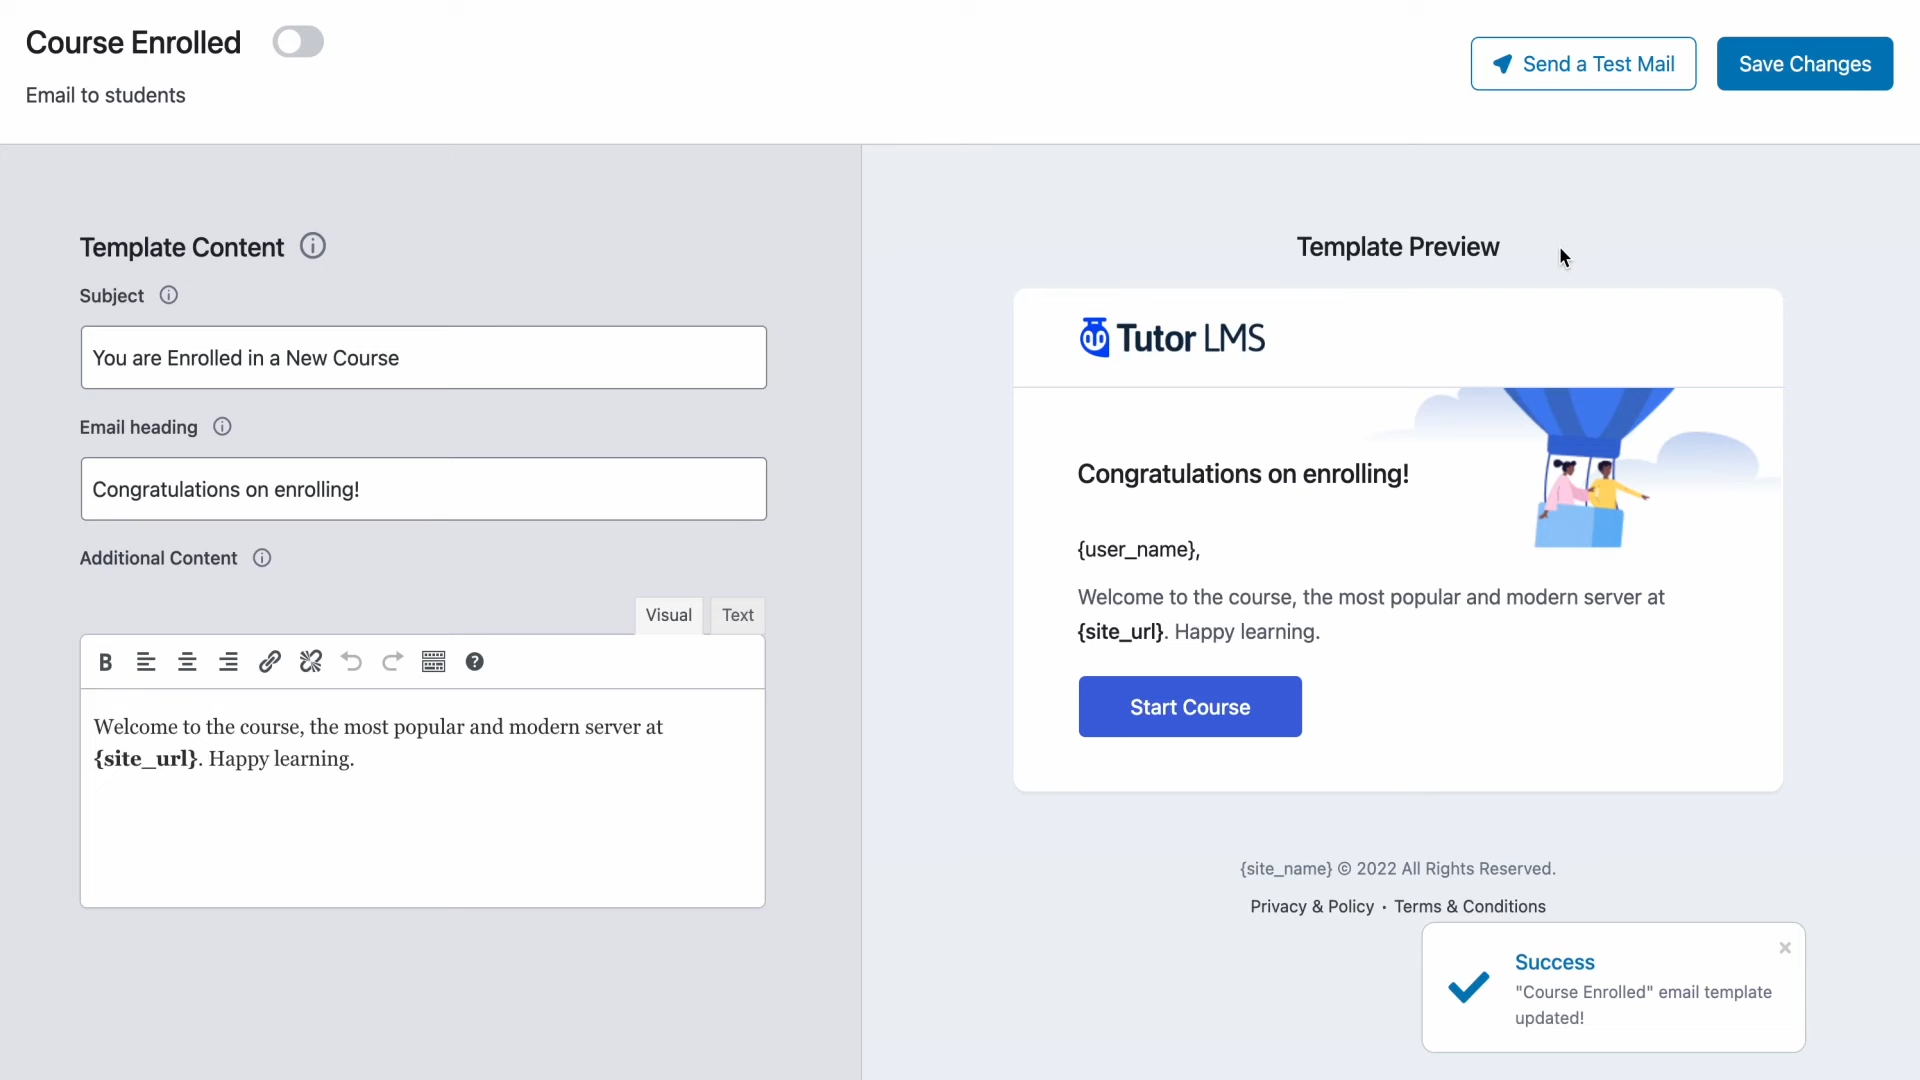 Course Enrolled
Email to students
Send a Test Mail
Save Changes
Template Content
Subject
You are Enrolled in a New Course
Email heading
Congratulations on enrolling!
Additional Content
Visual
Text
B
Welcome to the course, the most popular and modern server at
{site_url}. Happy learning.
Template Preview
Tutor LMS
Congratulations on enrolling!
{user_name},
Welcome to the course, the most popular and modern server at
{site_url}. Happy learning.
Start Course
{site_name} © 2022 All Rights Reserved.
Privacy & Policy • Terms & Conditions
Success
"Course Enrolled" email template
updated!